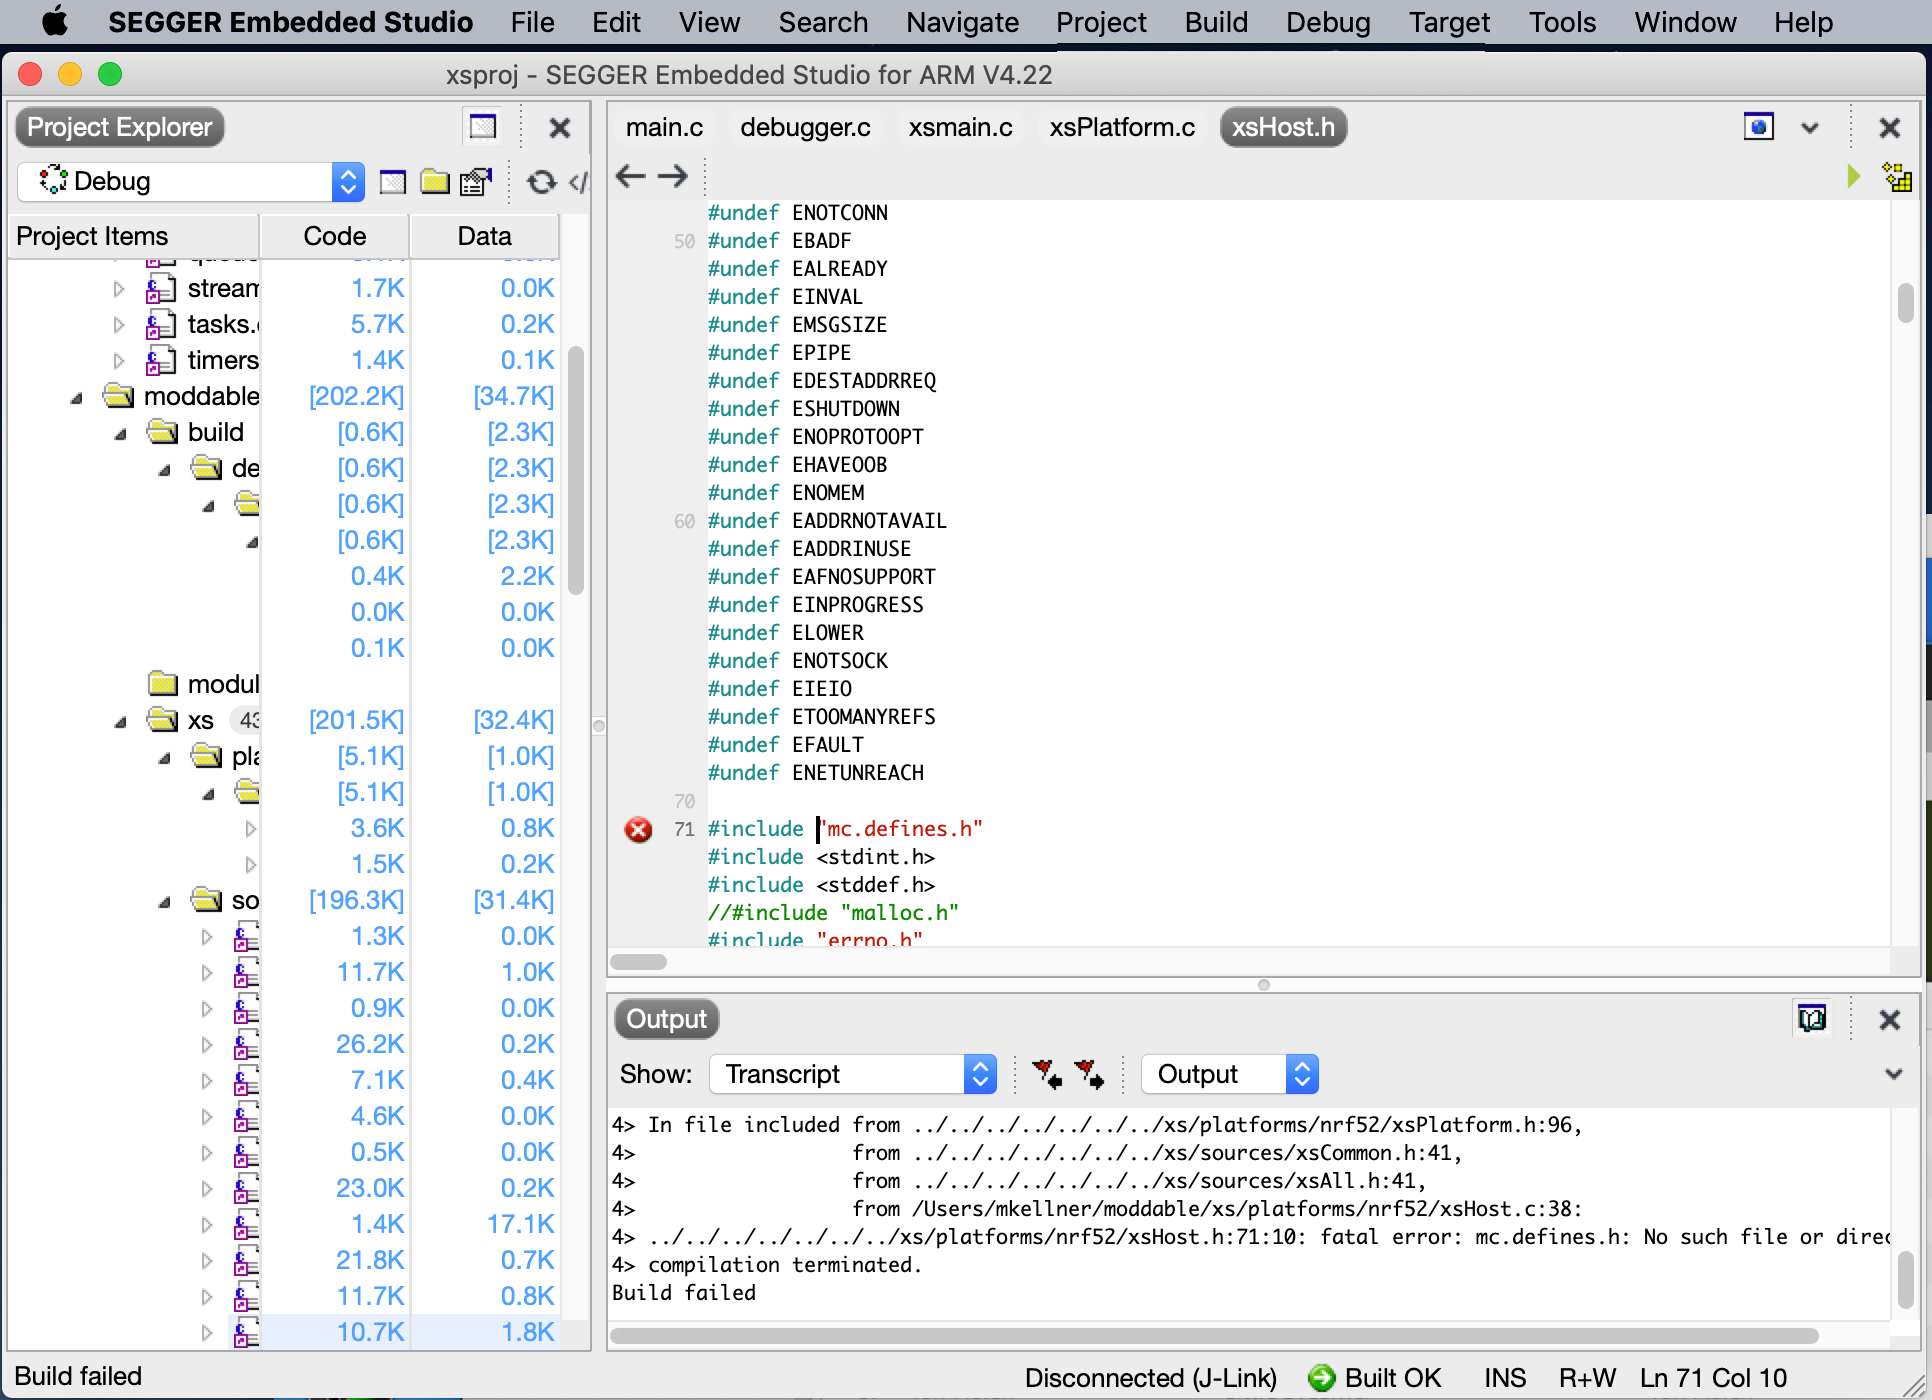 SEGGER Embedded Studio File Edit View Search Navigate Project Build Debug Target Tools Window Help
xsproj - SEGGER Embedded Studio for ARM V4.22
Project Explorer
Debug
Project Items Code Data
stream 1.7K 0.0K
tasks. 5.7K 0.2K
timers 1.4K 0.1K
moddable [202.2K] [34.7K]
build [0.6K] [2.3K]
de [0.6K] [2.3K]
[0.6K] [2.3K]
[0.6K] [2.3K]
0.4K 2.2K
0.0K 0.0K
0.1K 0.0K
modul
xs 43 [201.5K] [32.4K]
pla [5.1K] [1.0K]
[5.1K] [1.0K]
3.6K 0.8K
1.5K 0.2K
so [196.3K] [31.4K]
1.3K 0.0K
11.7K 1.0K
0.9K 0.0K
26.2K 0.2K
7.1K 0.4K
4.6K 0.0K
0.5K 0.0K
23.0K 0.2K
1.4K 17.1K
21.8K 0.7K
11.7K 0.8K
10.7K 1.8K
main.c debugger.c xsmain.c xsPlatform.c xsHost.h
#undef ENOTCONN
50 #undef EBADF
#undef EALREADY
#undef EINVAL
#undef EMSGSIZE
#undef EPIPE
#undef EDESTADDRREQ
#undef ESHUTDOWN
#undef ENOPROTOOPT
#undef EHAVEOOB
#undef ENOMEM
60 #undef EADDRNOTAVAIL
#undef EADDRINUSE
#undef EAFNOSUPPORT
#undef EINPROGRESS
#undef ELOWER
#undef ENOTSOCK
#undef EIEIO
#undef ETOOMANYREFS
#undef EFAULT
#undef ENETUNREACH
70
71 #include "mc.defines.h"
#include <stdint.h>
#include <stddef.h>
//#include "malloc.h"
#include "errno.h"
Output
Show: Transcript Output
4> In file included from ../../../../../../../xs/platforms/nrf52/xsPlatform.h:96,
4> from ../../../../../../../xs/sources/xsCommon.h:41,
4> from ../../../../../../../xs/sources/xsAll.h:41,
4> from /Users/mkellner/moddable/xs/platforms/nrf52/xsHost.c:38:
4> ../../../../../../../xs/platforms/nrf52/xsHost.h:71:10: fatal error: mc.defines.h: No such file or direc
4> compilation terminated.
Build failed
Build failed Disconnected (J-Link) Built OK INS R+W Ln 71 Col 10